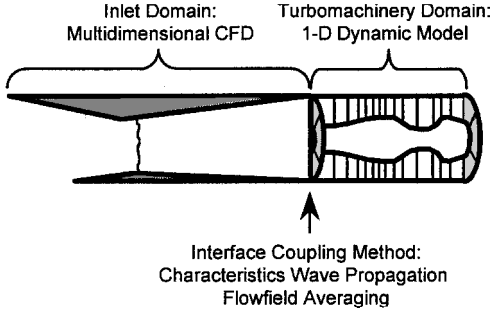 Inlet Domain:
Multidimensional CFD
Turbomachinery Domain:
1-D Dynamic Model
Interface Coupling Method:
Characteristics Wave Propagation
Flowfield Averaging